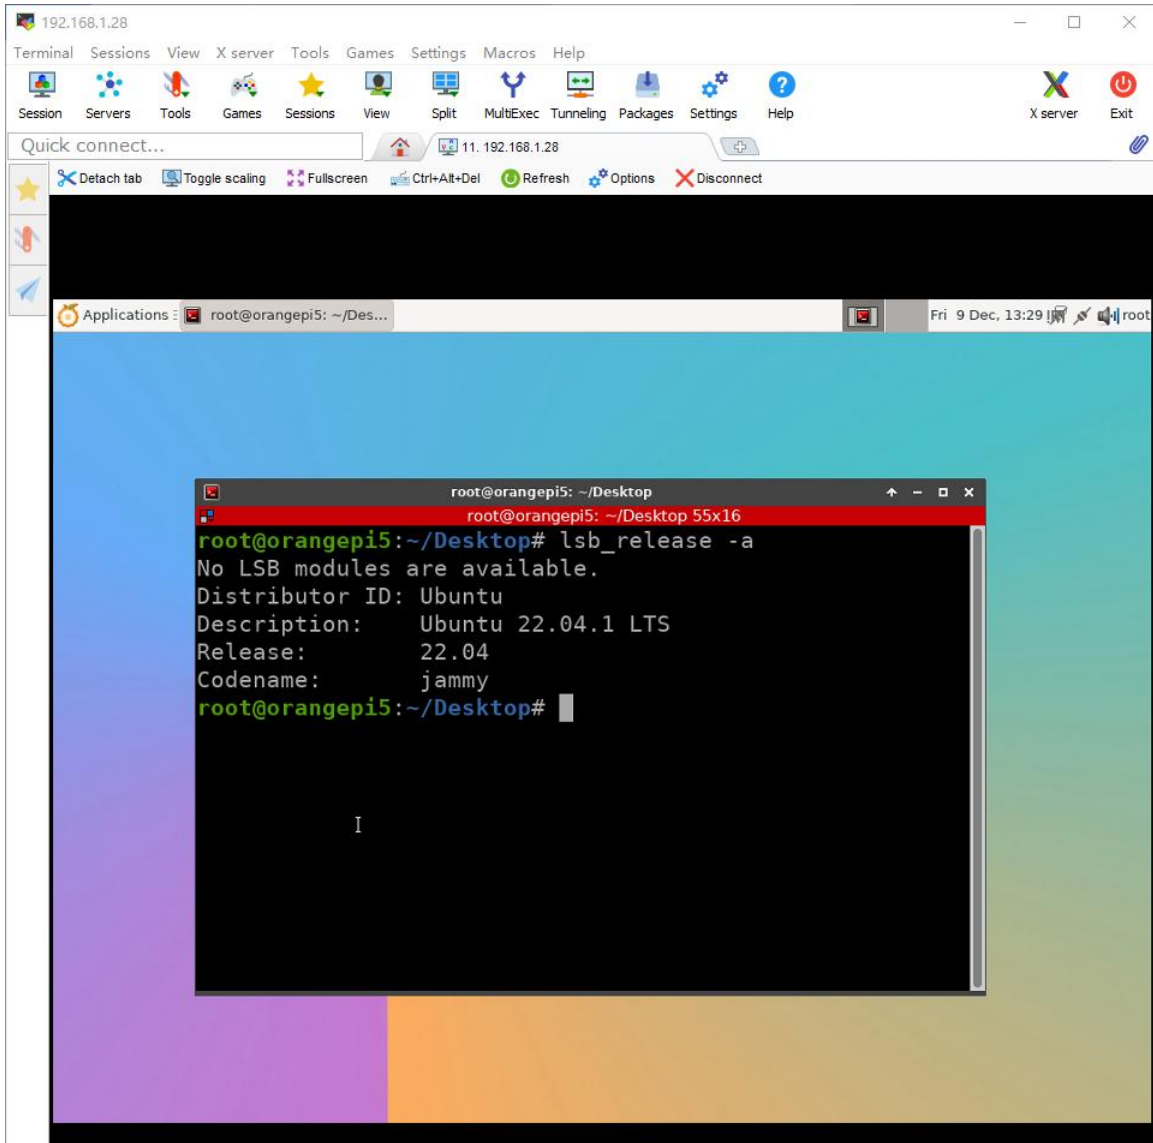 192.168.1.28
Terminal Sessions View X server Tools Games Settings Macros Help
Session Servers Tools Games Sessions View Split MultiExec Tunneling Packages Settings Help X server Exit
Quick connect... 11. 192.168.1.28
Detach tab Toggle scaling Fullscreen Ctrl+Alt+Del Refresh Options Disconnect
Applications root@orangepi5: ~/Des... Fri 9 Dec, 13:29 root
root@orangepi5: ~/Desktop
root@orangepi5: ~/Desktop 55x16
root@orangepi5:~/Desktop# lsb_release -a
No LSB modules are available.
Distributor ID: Ubuntu
Description: Ubuntu 22.04.1 LTS
Release: 22.04
Codename: jammy
root@orangepi5:~/Desktop#